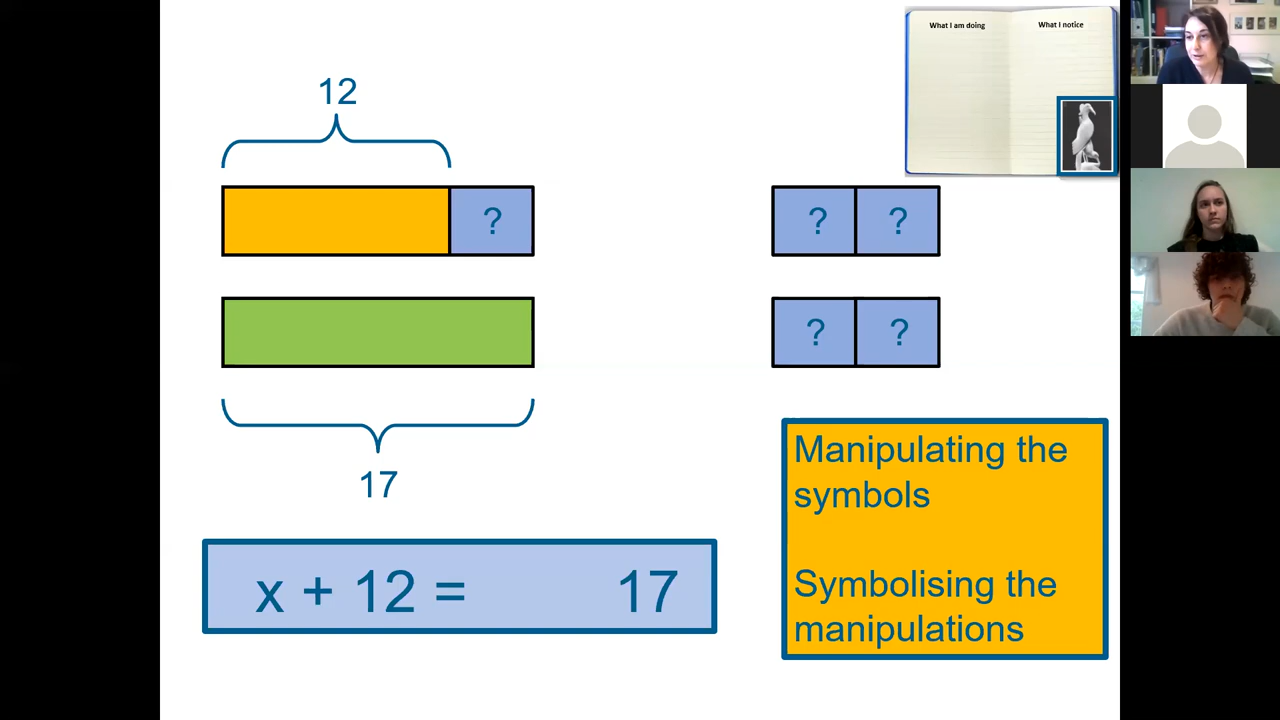 What I am doing
What I notice
12
?
? ?
? ?
17
x + 12 = 17
Manipulating the
symbols
Symbolising the
manipulations